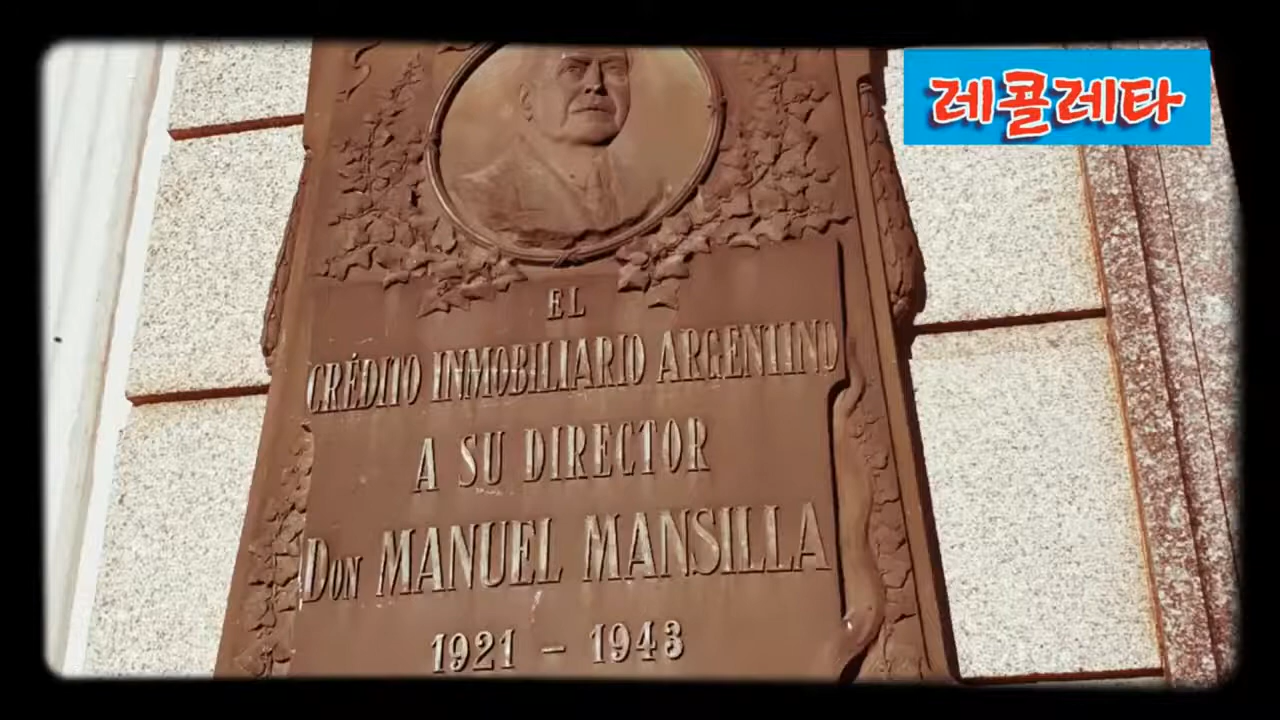 레콜레타
EL
CRÉDITO INMOBILIARIO ARGENTINO
A SU DIRECTOR
DON MANUEL MANSILLA
1921 - 1943